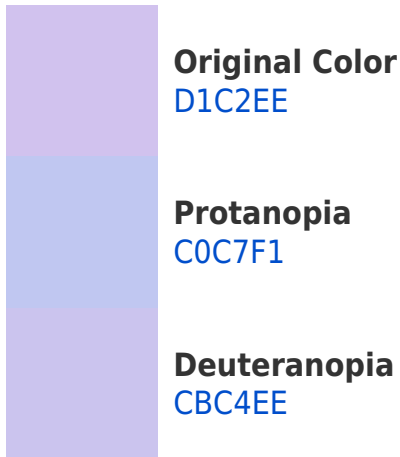 Original Color
D1C2EE
Protanopia
C0C7F1
Deuteranopia
CBC4EE